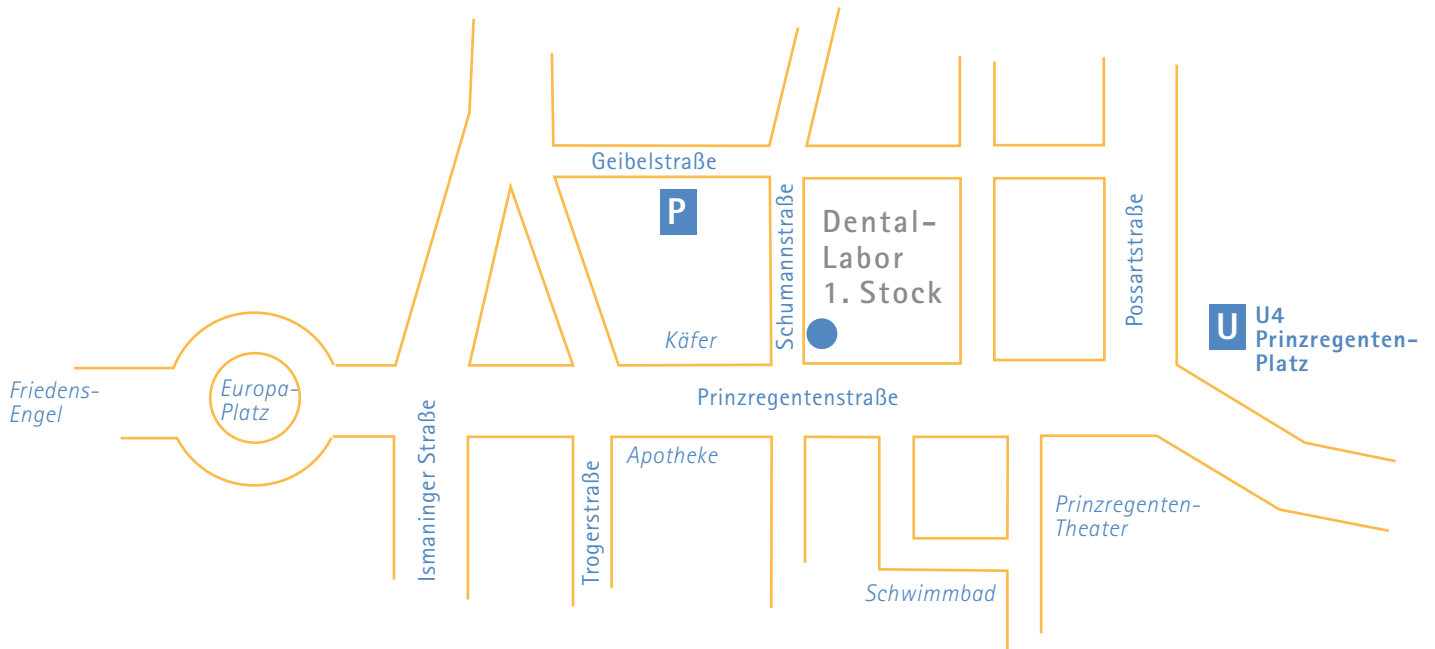 Geibelstraße
P
Schumannstraße
Dental–
Labor
1. Stock
Possartstraße
U
U4
Prinzregenten-
Platz
Käfer
Friedens-
Engel
Europa-
Platz
Prinzregentenstraße
Ismaninger Straße
Trogerstraße
Apotheke
Prinzregenten-
Theater
Schwimmbad